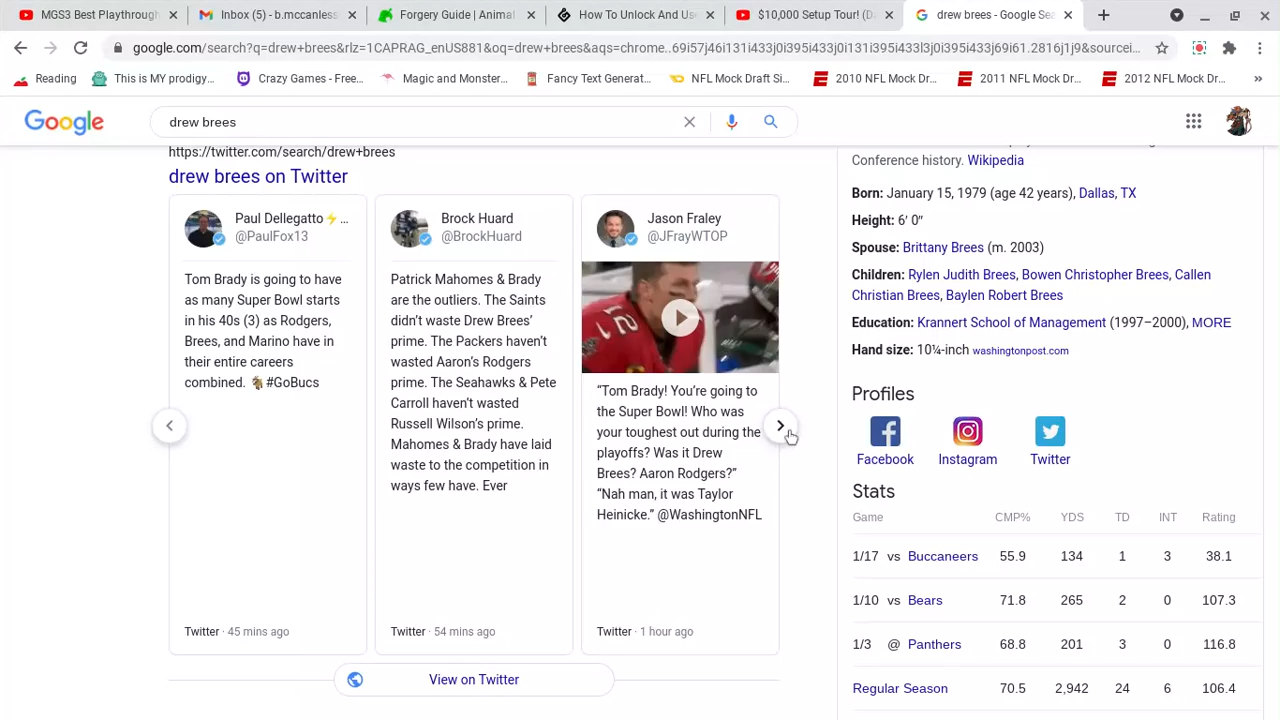 MGS3 Best Playthrough
Inbox (5) - b.mccanless
Forgery Guide | Animal
How To Unlock And Us
$10,000 Setup Tour! (D
drew brees - Google Se
google.com/search?q=drew+brees&rlz=1CAPRAG_enUS881&oq=drew+brees&aqs=chrome..69i57j46i131i433j0i395i433j0i131i395i433l3j0i395i433j69i61.2816j1j9&sourcei...
Reading
This is MY prodigy...
Crazy Games - Free...
Magic and Monster...
Fancy Text Generat...
NFL Mock Draft Si...
2010 NFL Mock Dr...
2011 NFL Mock Dr...
2012 NFL Mock Dr...
»
Google
drew brees
https://twitter.com/search/drew+brees
drew brees on Twitter
Paul Dellegatto⚡...
@PaulFox13
Tom Brady is going to have
as many Super Bowl starts
in his 40s (3) as Rodgers,
Brees, and Marino have in
their entire careers
combined. 🐐#GoBucs
Twitter · 45 mins ago
Brock Huard
@BrockHuard
Patrick Mahomes & Brady
are the outliers. The Saints
didn't waste Drew Brees'
prime. The Packers haven't
wasted Aaron's Rodgers
prime. The Seahawks & Pete
Carroll haven't wasted
Russell Wilson's prime.
Mahomes & Brady have laid
waste to the competition in
ways few have. Ever
Twitter · 54 mins ago
Jason Fraley
@JFrayWTOP
12
"Tom Brady! You're going to
the Super Bowl! Who was
your toughest out during the
playoffs? Was it Drew
Brees? Aaron Rodgers?"
"Nah man, it was Taylor
Heinicke." @WashingtonNFL
Twitter · 1 hour ago
View on Twitter
Conference history. Wikipedia
Born: January 15, 1979 (age 42 years), Dallas, TX
Height: 6′ 0″
Spouse: Brittany Brees (m. 2003)
Children: Rylen Judith Brees, Bowen Christopher Brees, Callen
Christian Brees, Baylen Robert Brees
Education: Krannert School of Management (1997–2000), MORE
Hand size: 10¼-inch washingtonpost.com
Profiles
Facebook
Instagram
Twitter
Stats
Game CMP% YDS TD INT Rating
1/17 vs Buccaneers 55.9 134 1 3 38.1
1/10 vs Bears 71.8 265 2 0 107.3
1/3 @ Panthers 68.8 201 3 0 116.8
Regular Season 70.5 2,942 24 6 106.4